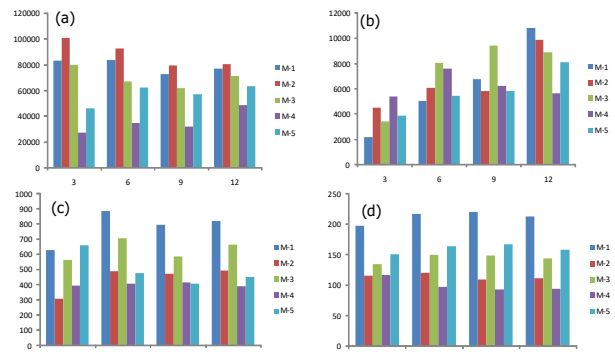 (a)
120000
100000
80000
60000
40000
20000
0
3 6 9 12
M-1
M-2
M-3
M-4
M-5
(b)
12000
10000
8000
6000
4000
2000
0
3 6 9 12
M-1
M-2
M-3
M-4
M-5
(c)
1000
900
800
700
600
500
400
300
200
100
0
M-1
M-2
M-3
M-4
M-5
(d)
250
200
150
100
50
0
M-1
M-2
M-3
M-4
M-5